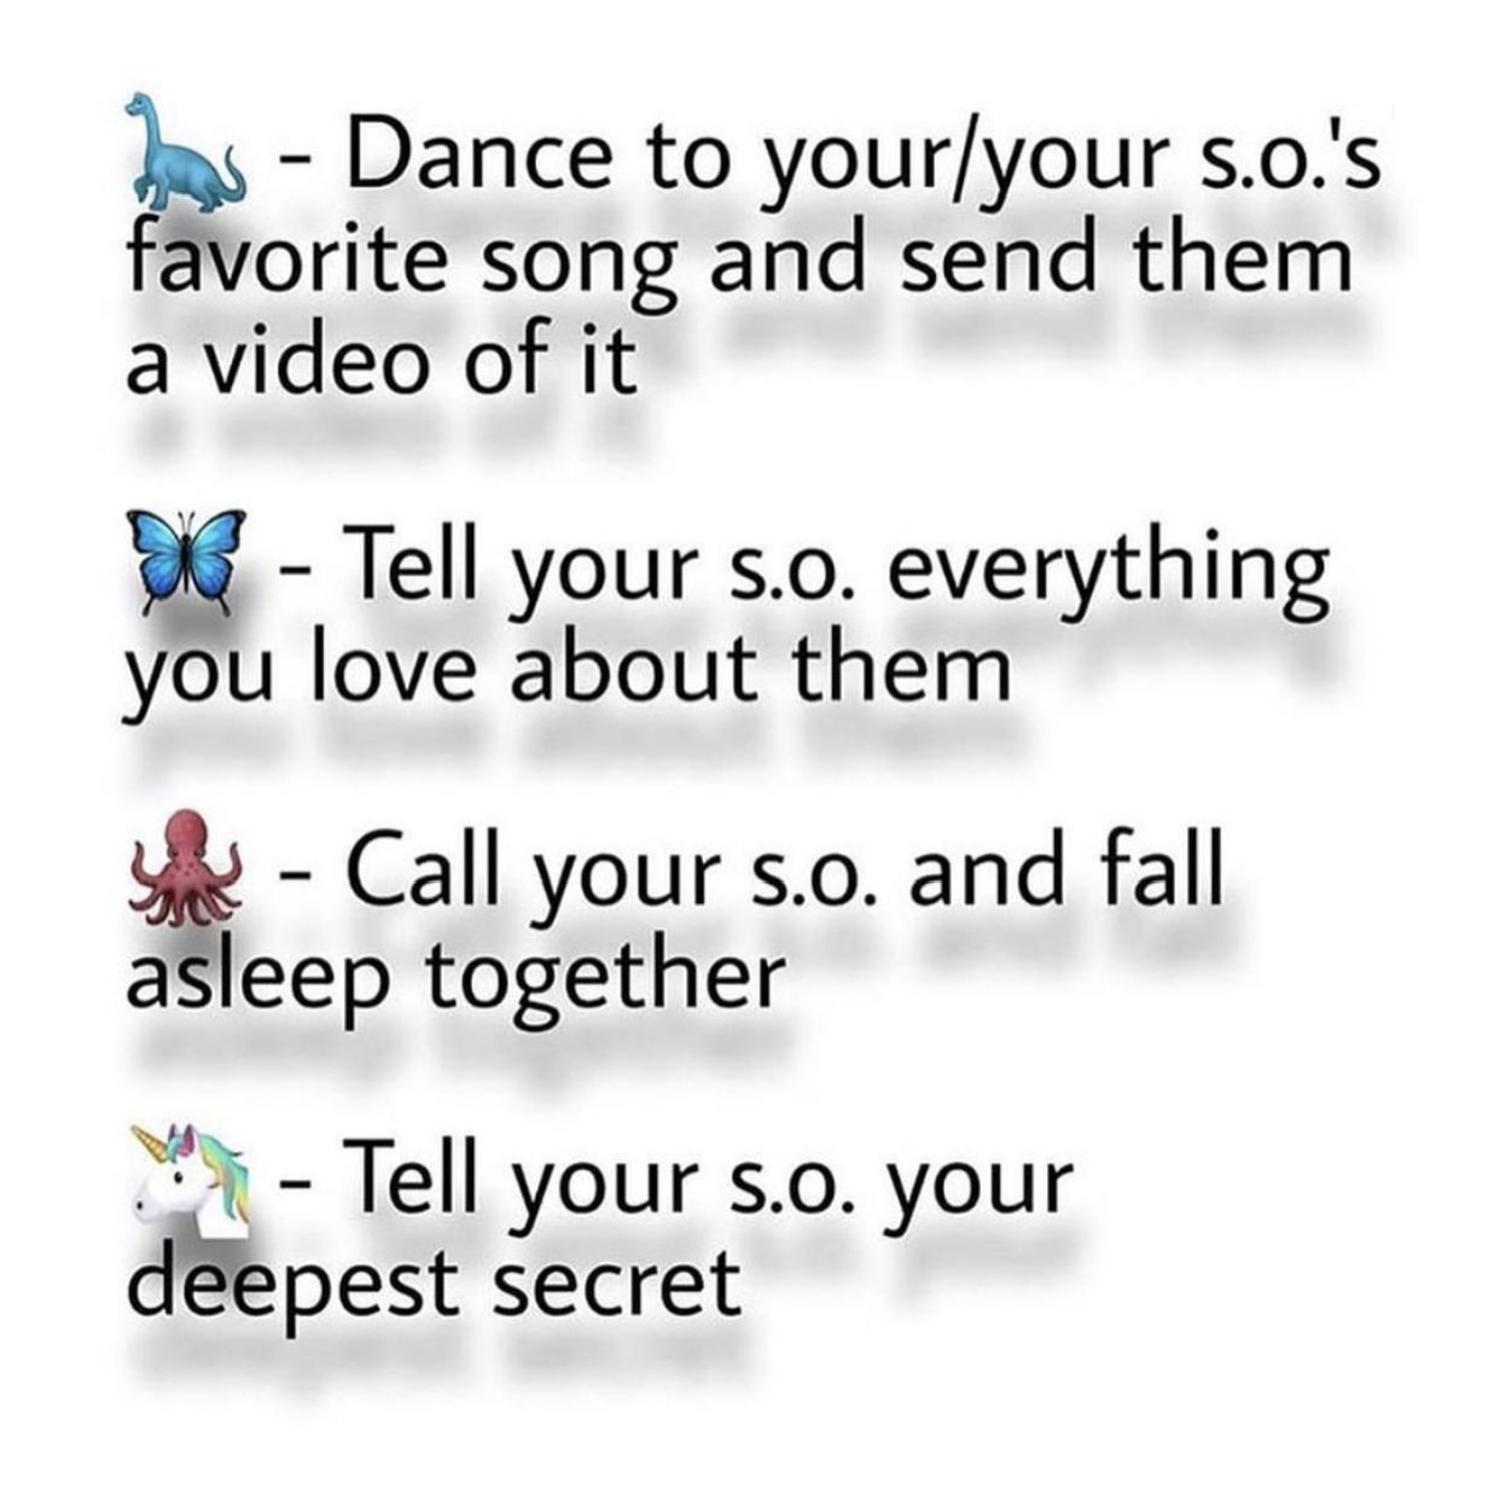 🦕 - Dance to your/your s.o.'s
favorite song and send them
a video of it
🦋 - Tell your s.o. everything
you love about them
🐙 - Call your s.o. and fall
asleep together
🦄 - Tell your s.o. your
deepest secret